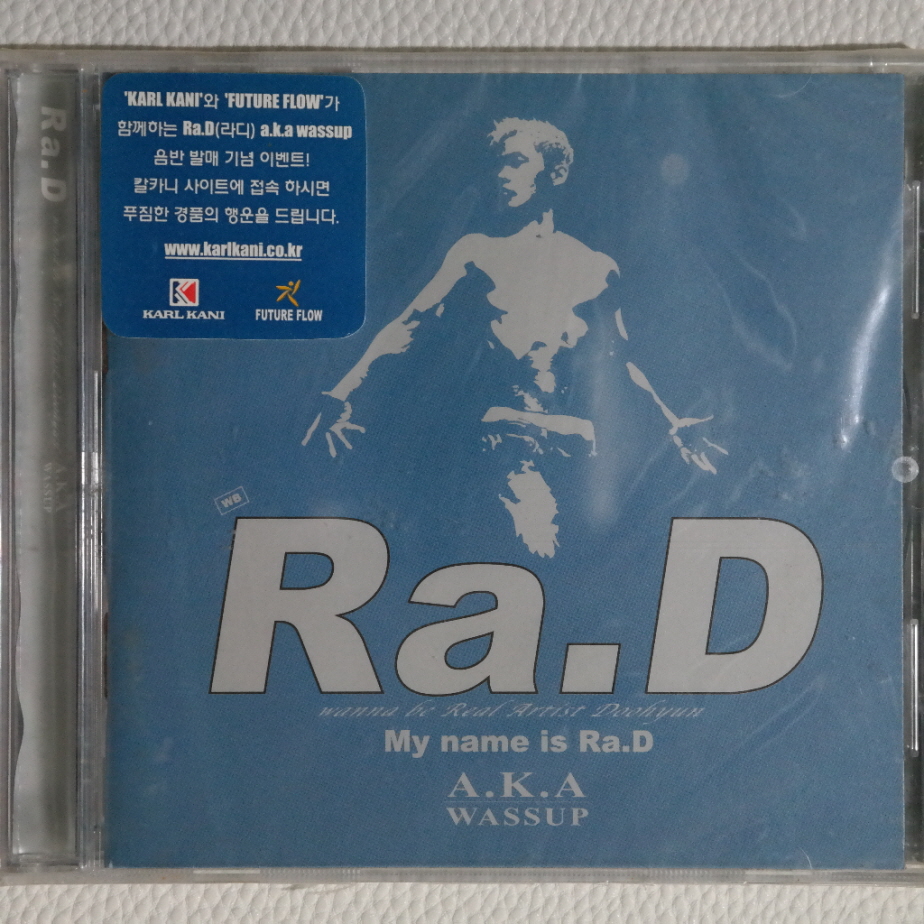 'KARL KANI'와 'FUTURE FLOW'가
함께하는 Ra.D(라디) a.k.a wassup
음반 발매 기념 이벤트!
칼카니 사이트에 접속 하시면
푸짐한 경품의 행운을 드립니다.
www.karlkani.co.kr
KARL KANI
FUTURE FLOW
Ra.D
A.K.A
WASSUP
WB
Ra.D
wanna be Real Artist Doohyun
My name is Ra.D
A.K.A
WASSUP